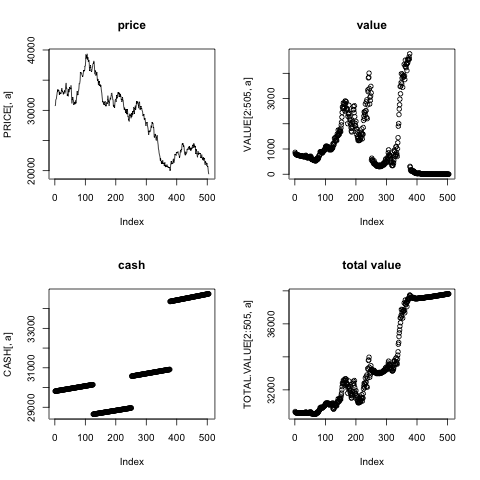 price
value
PRICE[, a]
20000 30000 40000
0 100 200 300 400 500
Index
VALUE[2:505, a]
0 1000 3000
0 100 200 300 400 500
Index
cash
total value
CASH[, a]
29000 31000 33000
0 100 200 300 400 500
Index
TOTAL.VALUE[2:505, a]
32000 36000
0 100 200 300 400 500
Index